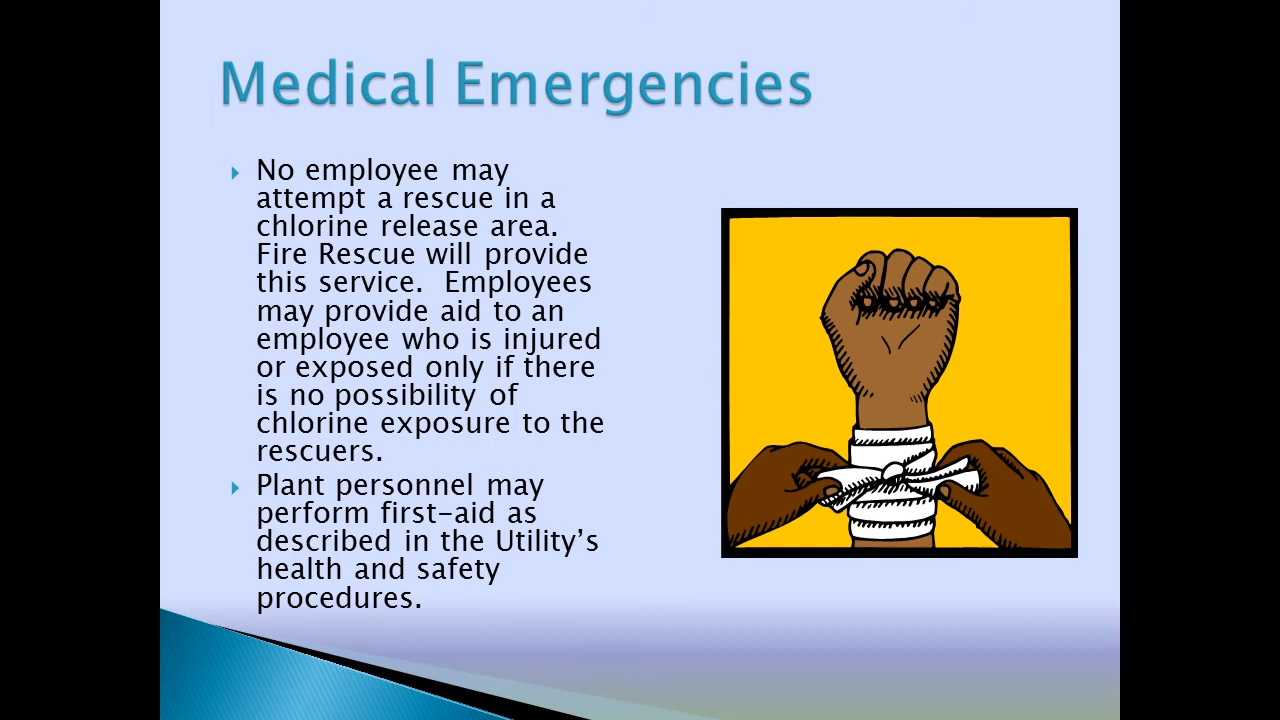 Medical Emergencies
No employee may
attempt a rescue in a
chlorine release area.
Fire Rescue will provide
this service.  Employees
may provide aid to an
employee who is injured
or exposed only if there
is no possibility of
chlorine exposure to the
rescuers.
Plant personnel may
perform first-aid as
described in the Utility’s
health and safety
procedures.